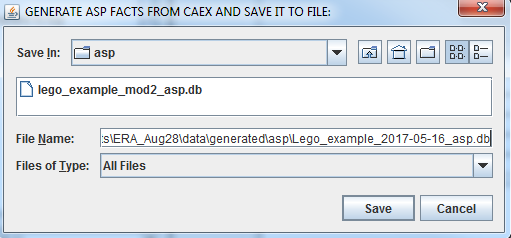 GENERATE ASP FACTS FROM CAEX AND SAVE IT TO FILE:
Save In: asp
lego_example_mod2_asp.db
File Name: :s\ERA_Aug28\data\generated\asp\Lego_example_2017-05-16_asp.db
Files of Type: All Files
Save Cancel